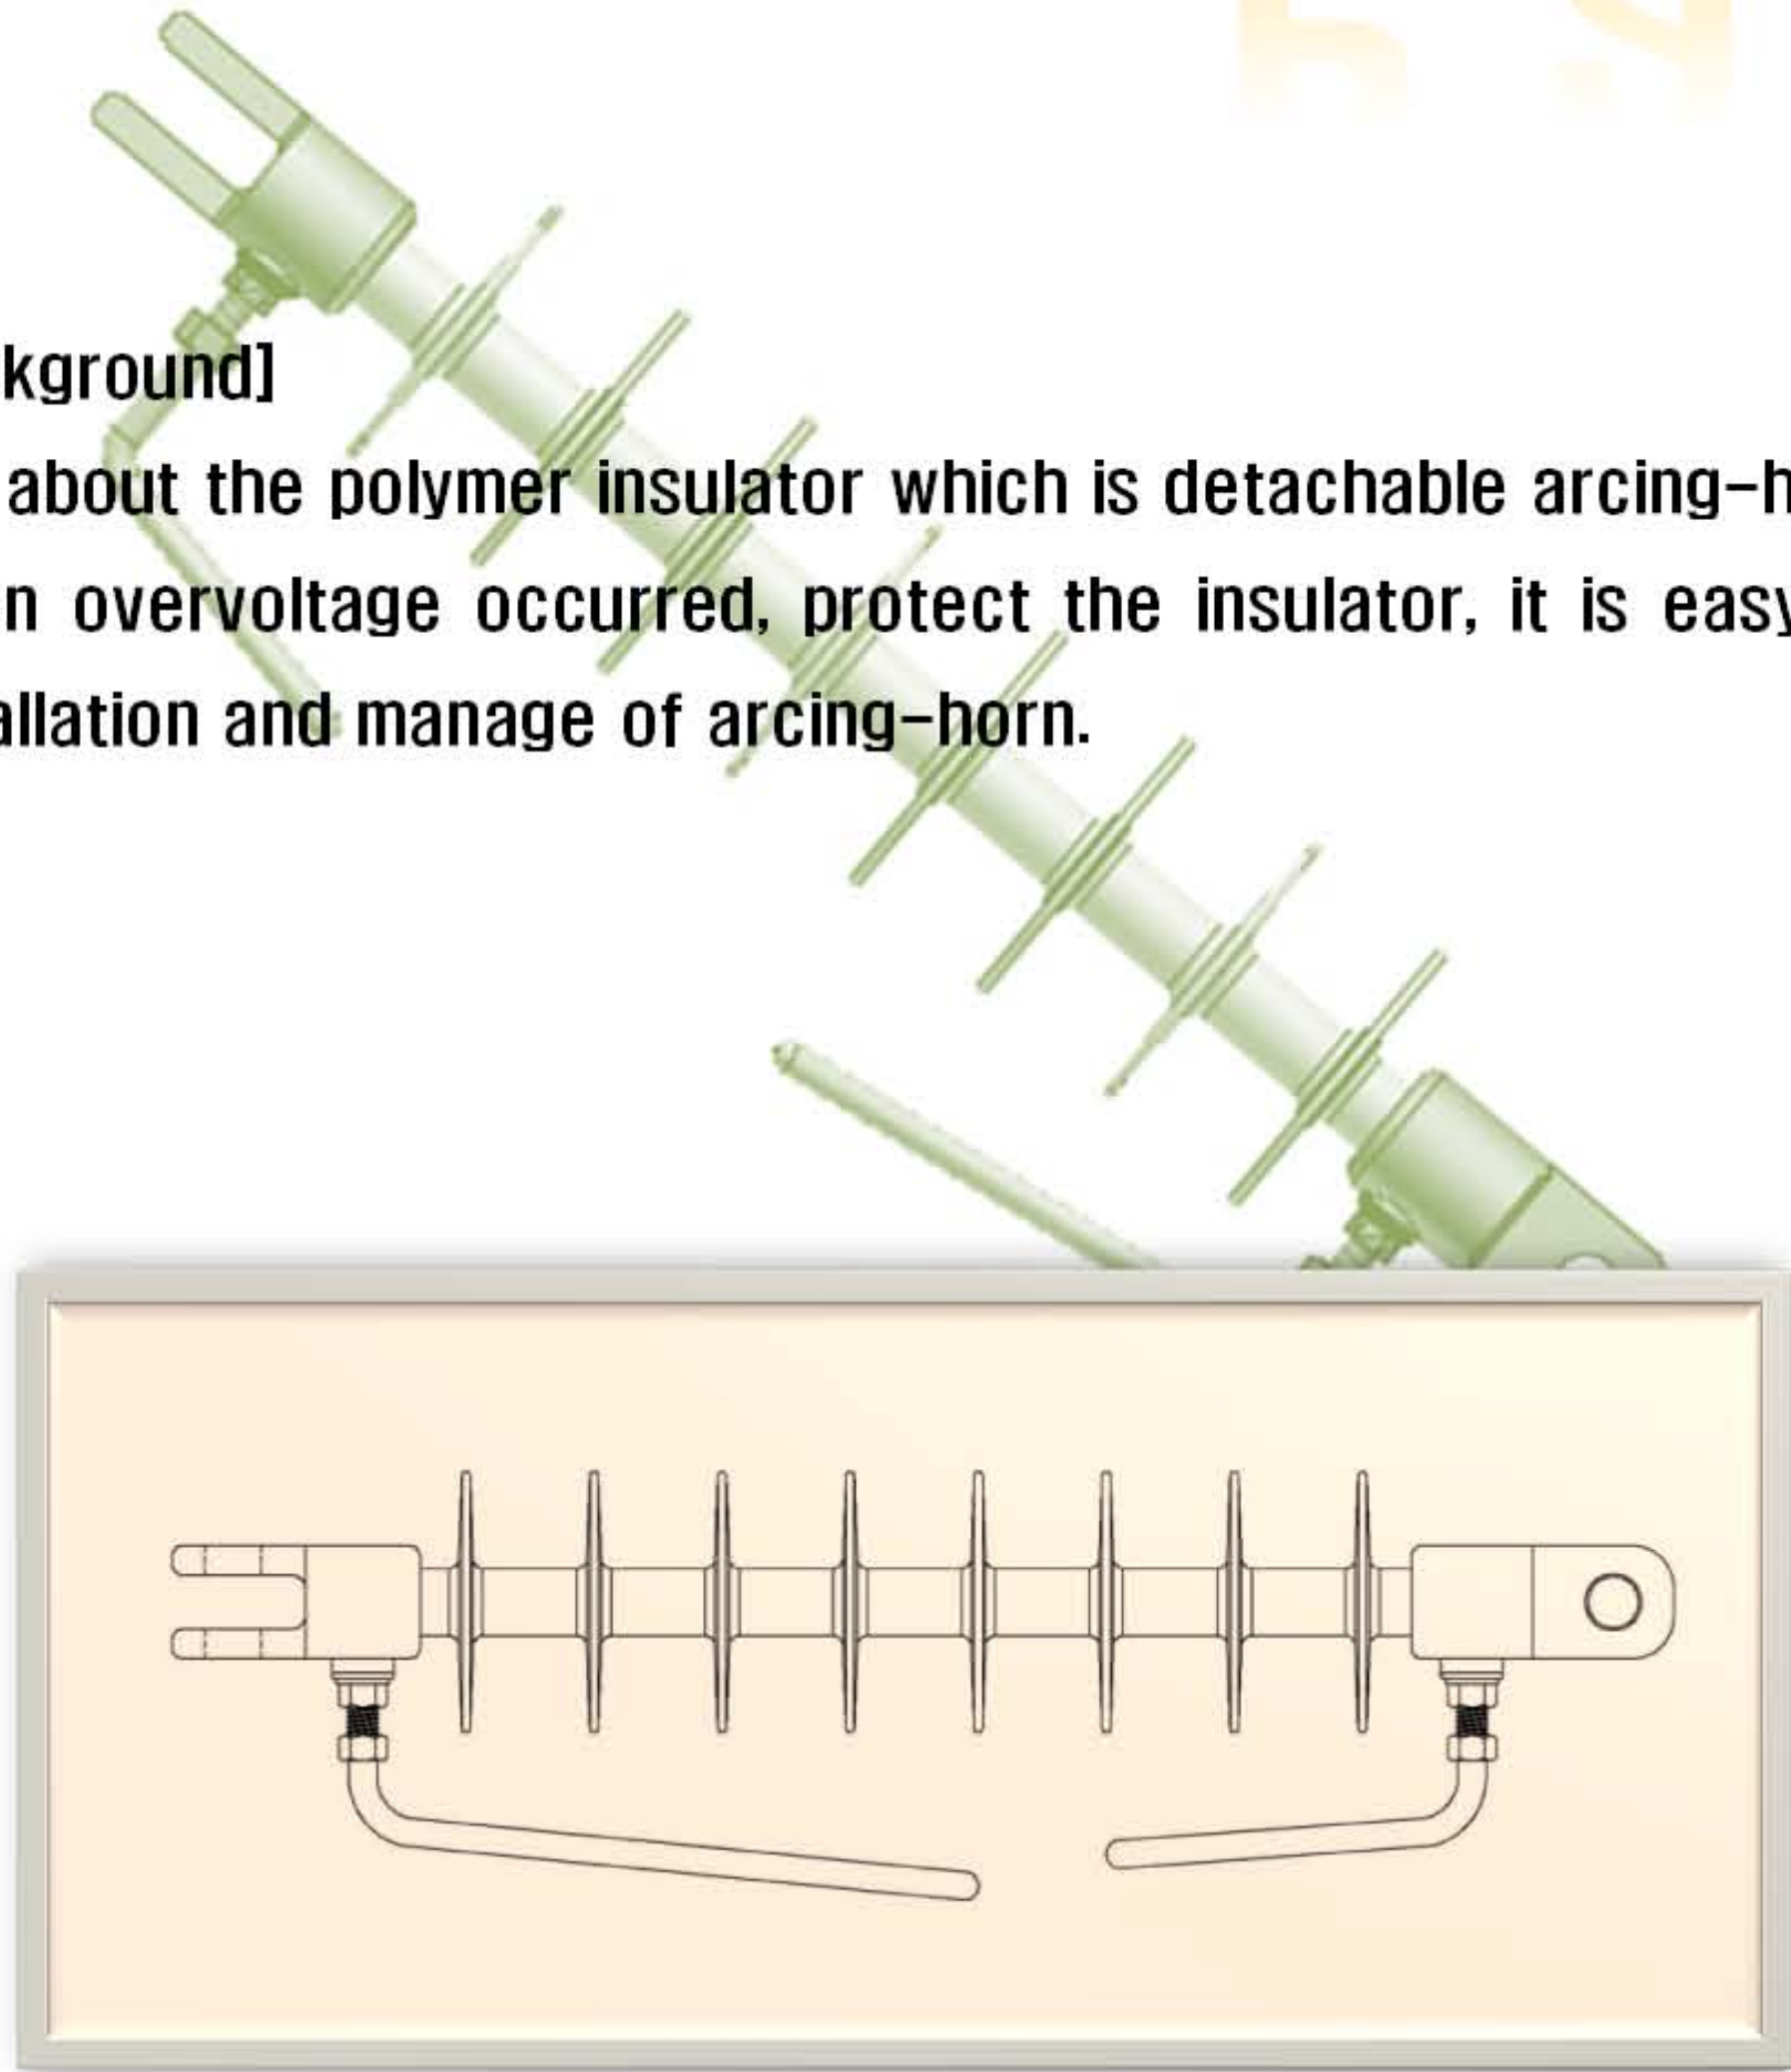 kground]
about the polymer insulator which is detachable arcing-h
n overvoltage occurred, protect the insulator, it is easy
allation and manage of arcing-horn.